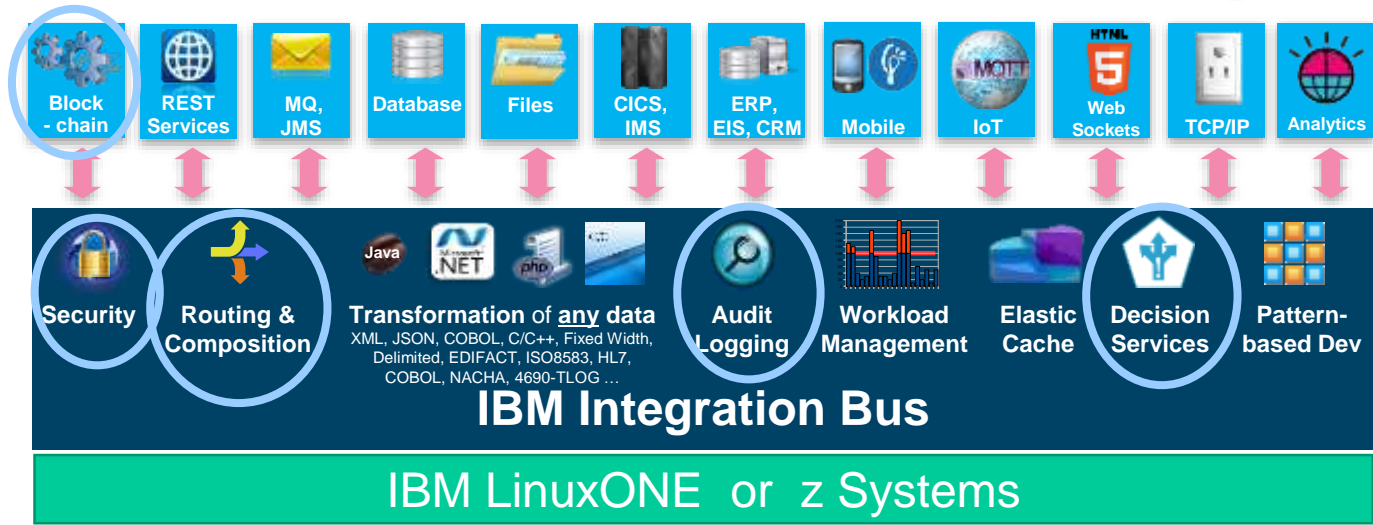 Block
- chain
REST
Services
MQ,
JMS
Database
Files
CICS,
IMS
ERP,
EIS, CRM
Mobile
MQTT
IoT
HTML
5
Web
Sockets
TCP/IP
Analytics
Security
Routing &
Composition
Java
Microsoft
.NET
php
Transformation of any data
XML, JSON, COBOL, C/C++, Fixed Width,
Delimited, EDIFACT, ISO8583, HL7,
COBOL, NACHA, 4690-TLOG …
Audit
Logging
Workload
Management
Elastic
Cache
Decision
Services
Pattern-
based Dev
IBM Integration Bus
IBM LinuxONE or z Systems